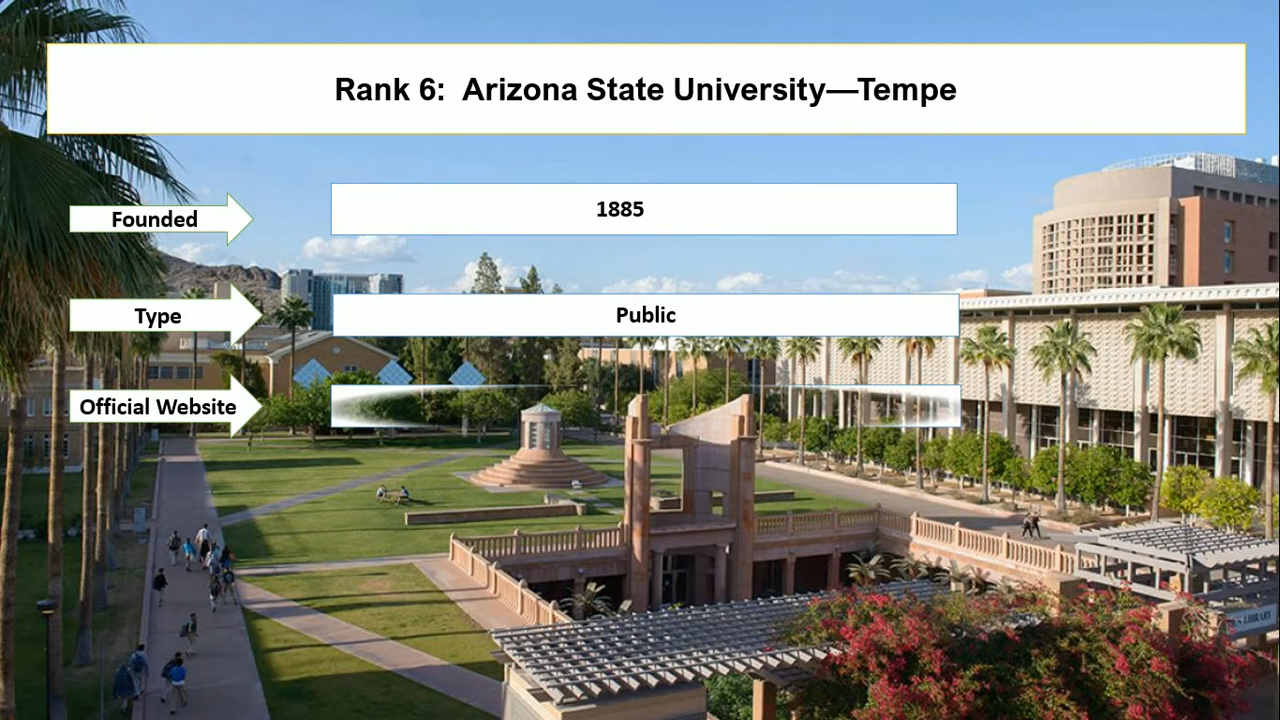 Rank 6:  Arizona State University—Tempe
Founded
1885
Type
Public
Official Website
LIBRARY